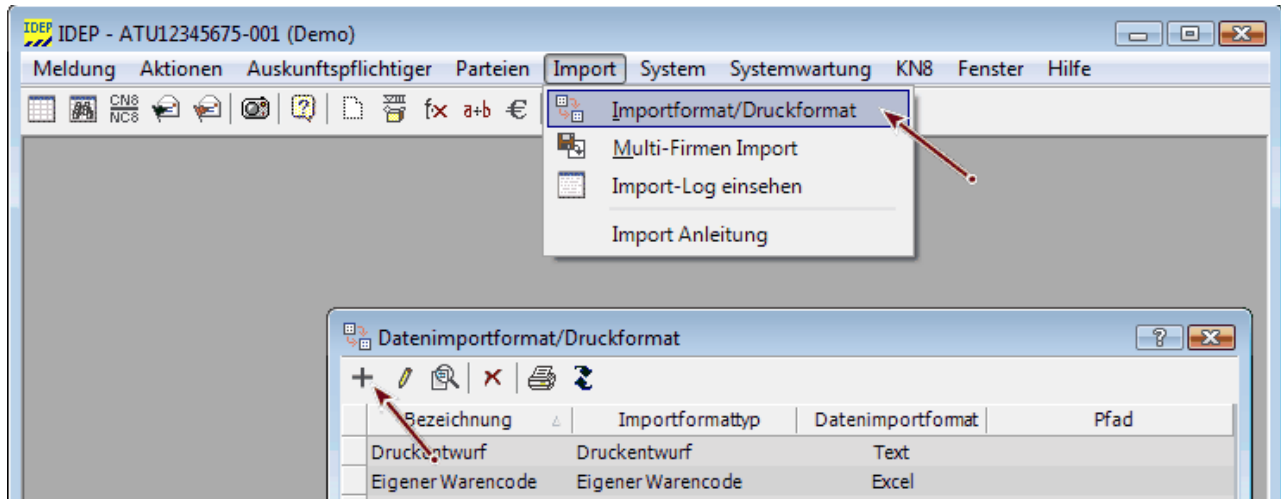 IDEP IDEP - ATU12345675-001 (Demo)
Meldung Aktionen Auskunftspflichtiger Parteien Import System Systemwartung KN8 Fenster Hilfe
CN8 NC8 f× a+b €
Importformat/Druckformat
Multi-Firmen Import
Import-Log einsehen
Import Anleitung
Datenimportformat/Druckformat
Bezeichnung Importformattyp Datenimportformat Pfad
Druckentwurf Druckentwurf Text
Eigener Warencode Eigener Warencode Excel